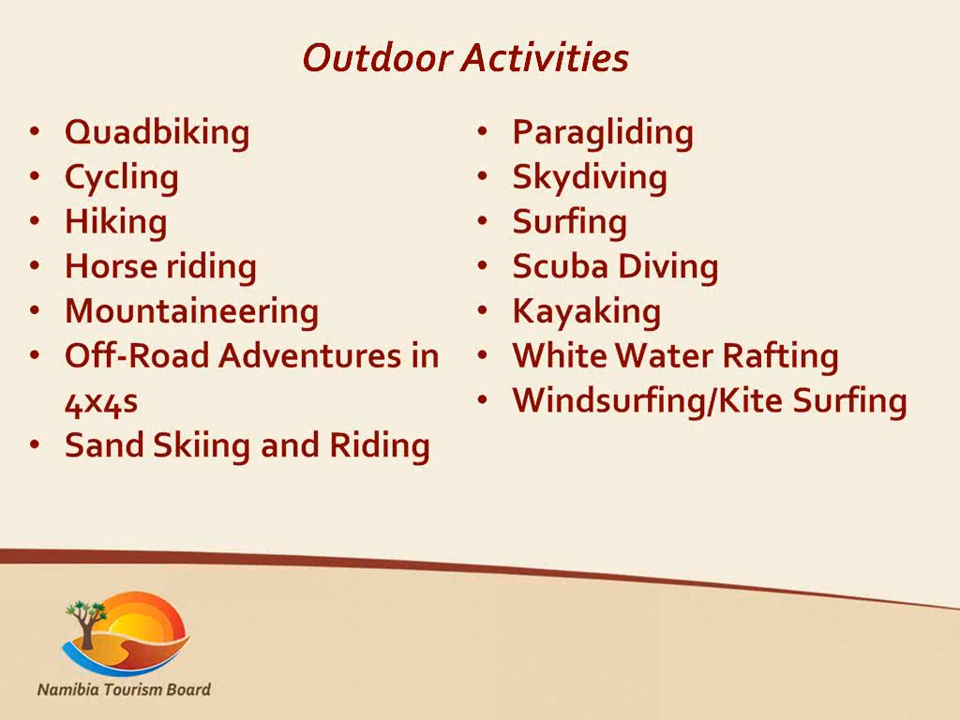 Outdoor Activities
• Quadbiking
• Cycling
• Hiking
• Horse riding
• Mountaineering
• Off-Road Adventures in
4x4s
• Sand Skiing and Riding
• Paragliding
• Skydiving
• Surfing
• Scuba Diving
• Kayaking
• White Water Rafting
• Windsurfing/Kite Surfing
Namibia Tourism Board